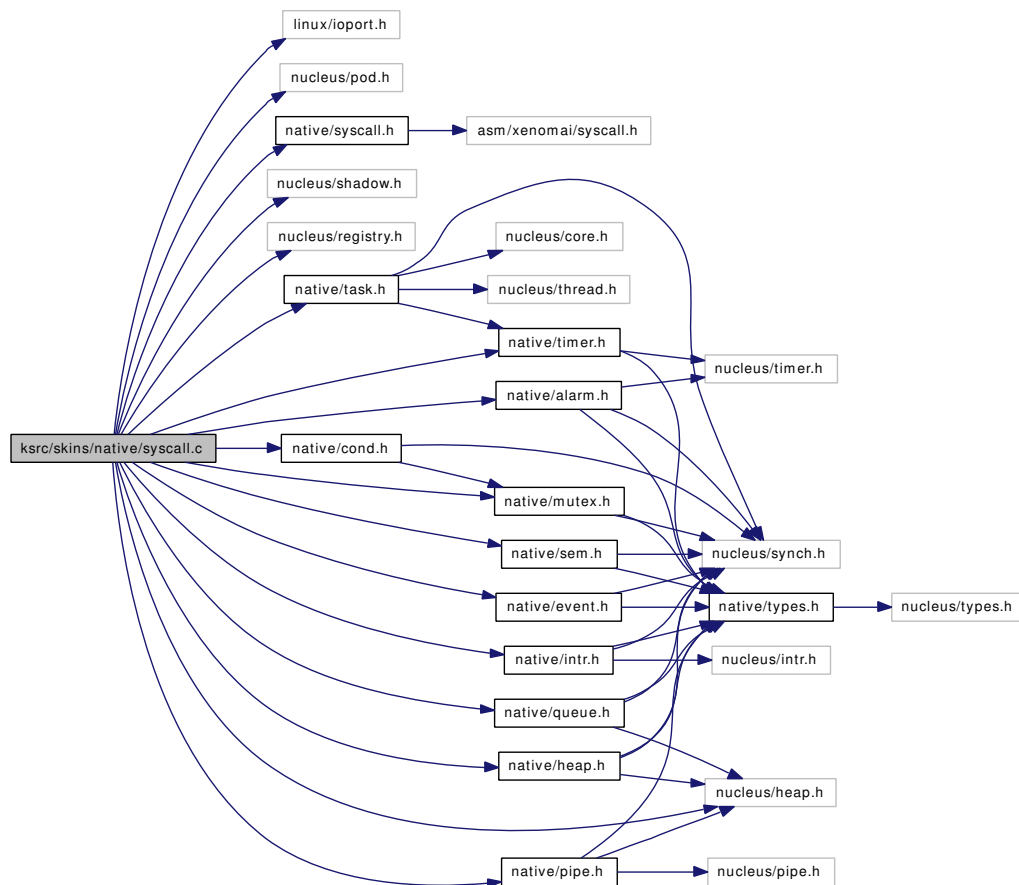 linux/ioport.h
nucleus/pod.h
native/syscall.h
asm/xenomai/syscall.h
nucleus/shadow.h
nucleus/registry.h
nucleus/core.h
native/task.h
nucleus/thread.h
native/timer.h
nucleus/timer.h
native/alarm.h
ksrc/skins/native/syscall.c
native/cond.h
native/mutex.h
native/sem.h
nucleus/synch.h
native/event.h
native/types.h
nucleus/types.h
native/intr.h
nucleus/intr.h
native/queue.h
native/heap.h
nucleus/heap.h
native/pipe.h
nucleus/pipe.h